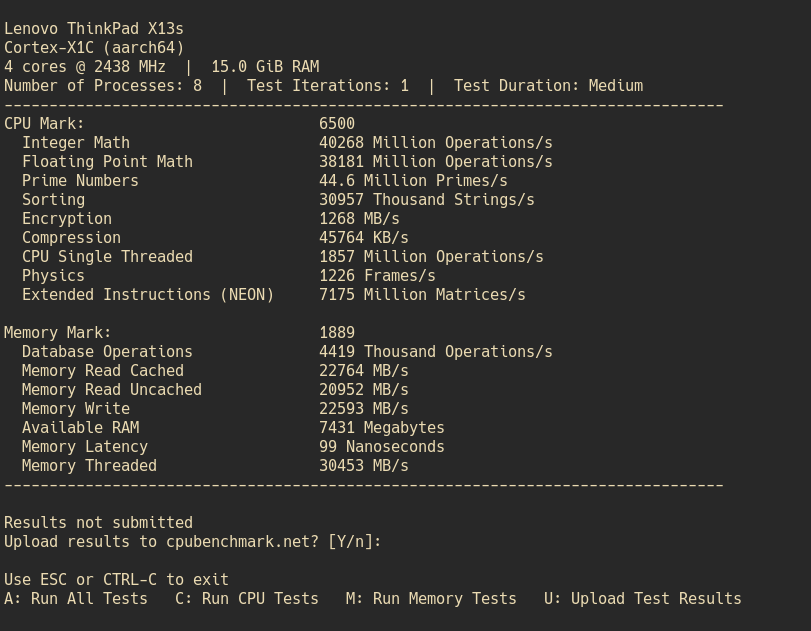 Lenovo ThinkPad X13s
Cortex-X1C (aarch64)
4 cores @ 2438 MHz  |  15.0 GiB RAM
Number of Processes: 8  |  Test Iterations: 1  |  Test Duration: Medium
--------------------------------------------------------------------------------
CPU Mark:                          6500
  Integer Math                     40268 Million Operations/s
  Floating Point Math              38181 Million Operations/s
  Prime Numbers                    44.6 Million Primes/s
  Sorting                          30957 Thousand Strings/s
  Encryption                       1268 MB/s
  Compression                      45764 KB/s
  CPU Single Threaded              1857 Million Operations/s
  Physics                          1226 Frames/s
  Extended Instructions (NEON)     7175 Million Matrices/s

Memory Mark:                       1889
  Database Operations              4419 Thousand Operations/s
  Memory Read Cached               22764 MB/s
  Memory Read Uncached             20952 MB/s
  Memory Write                     22593 MB/s
  Available RAM                    7431 Megabytes
  Memory Latency                   99 Nanoseconds
  Memory Threaded                  30453 MB/s
--------------------------------------------------------------------------------

Results not submitted
Upload results to cpubenchmark.net? [Y/n]:

Use ESC or CTRL-C to exit
A: Run All Tests   C: Run CPU Tests   M: Run Memory Tests   U: Upload Test Results